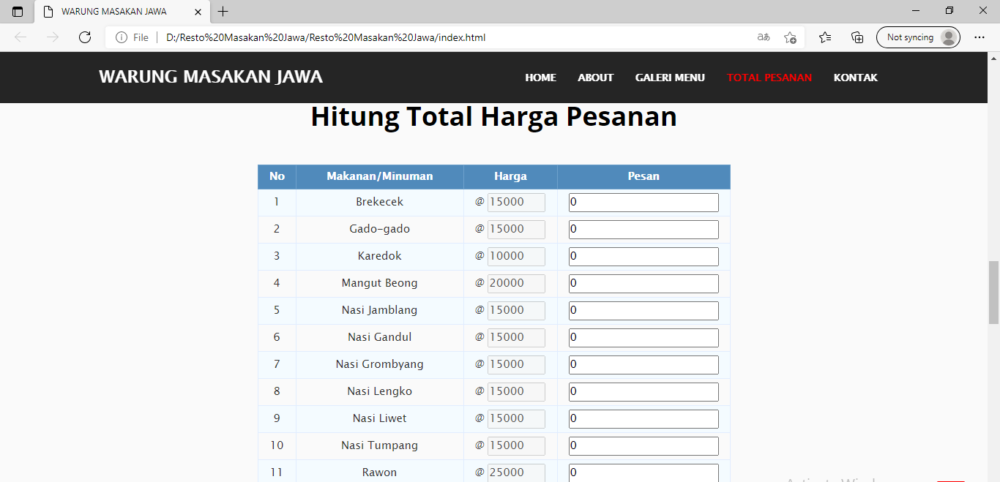 WARUNG MASAKAN JAWA
File D:/Resto%20Masakan%20Jawa/Resto%20Masakan%20Jawa/index.html aあ Not syncing
WARUNG MASAKAN JAWA HOME ABOUT GALERI MENU TOTAL PESANAN KONTAK
Hitung Total Harga Pesanan
No Makanan/Minuman Harga Pesan
1 Brekecek @ 15000 0
2 Gado-gado @ 15000 0
3 Karedok @ 10000 0
4 Mangut Beong @ 20000 0
5 Nasi Jamblang @ 15000 0
6 Nasi Gandul @ 15000 0
7 Nasi Grombyang @ 15000 0
8 Nasi Lengko @ 15000 0
9 Nasi Liwet @ 15000 0
10 Nasi Tumpang @ 15000 0
11 Rawon @ 25000 0